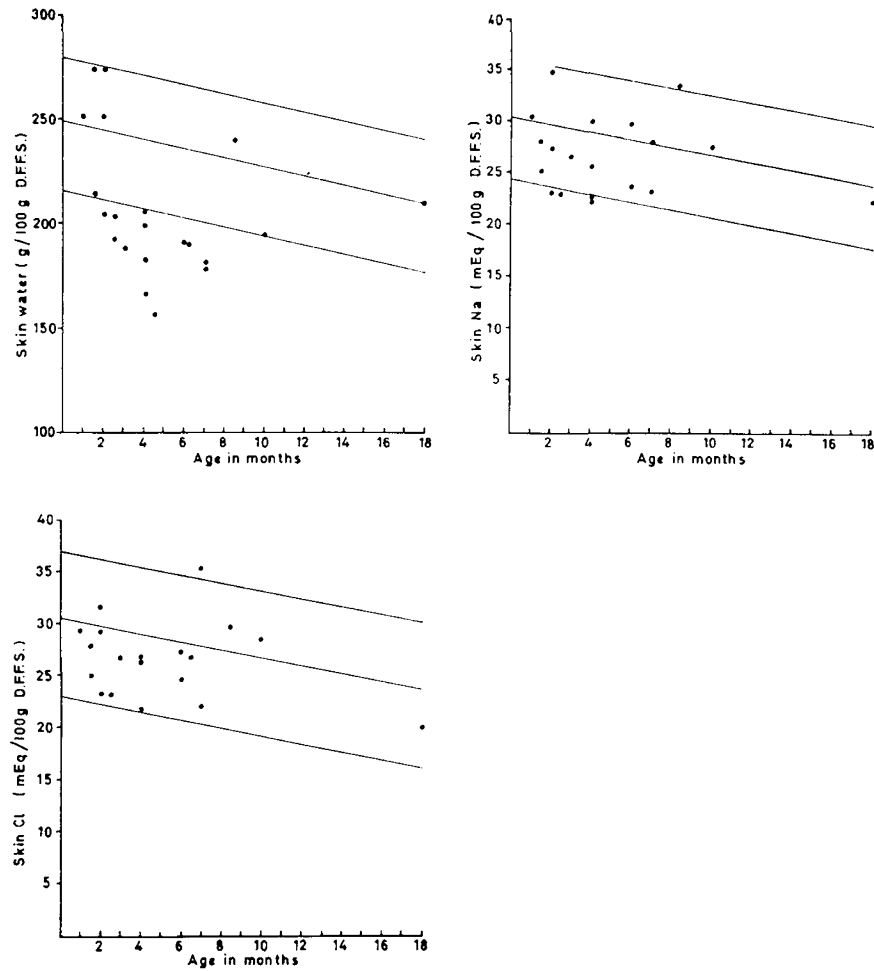 300
250
200
150
100
Skin water (g/100 g D.F.F.S.)
2 4 6 8 10 12 14 16 18
Age in months
40
35
30
25
20
15
10
5
Skin Na (mEq/100g D.F.F.S.)
2 4 6 8 10 12 14 16 18
Age in months
40
35
30
25
20
15
10
5
Skin Cl (mEq/100g D.F.F.S.)
2 4 6 8 10 12 14 16 18
Age in months